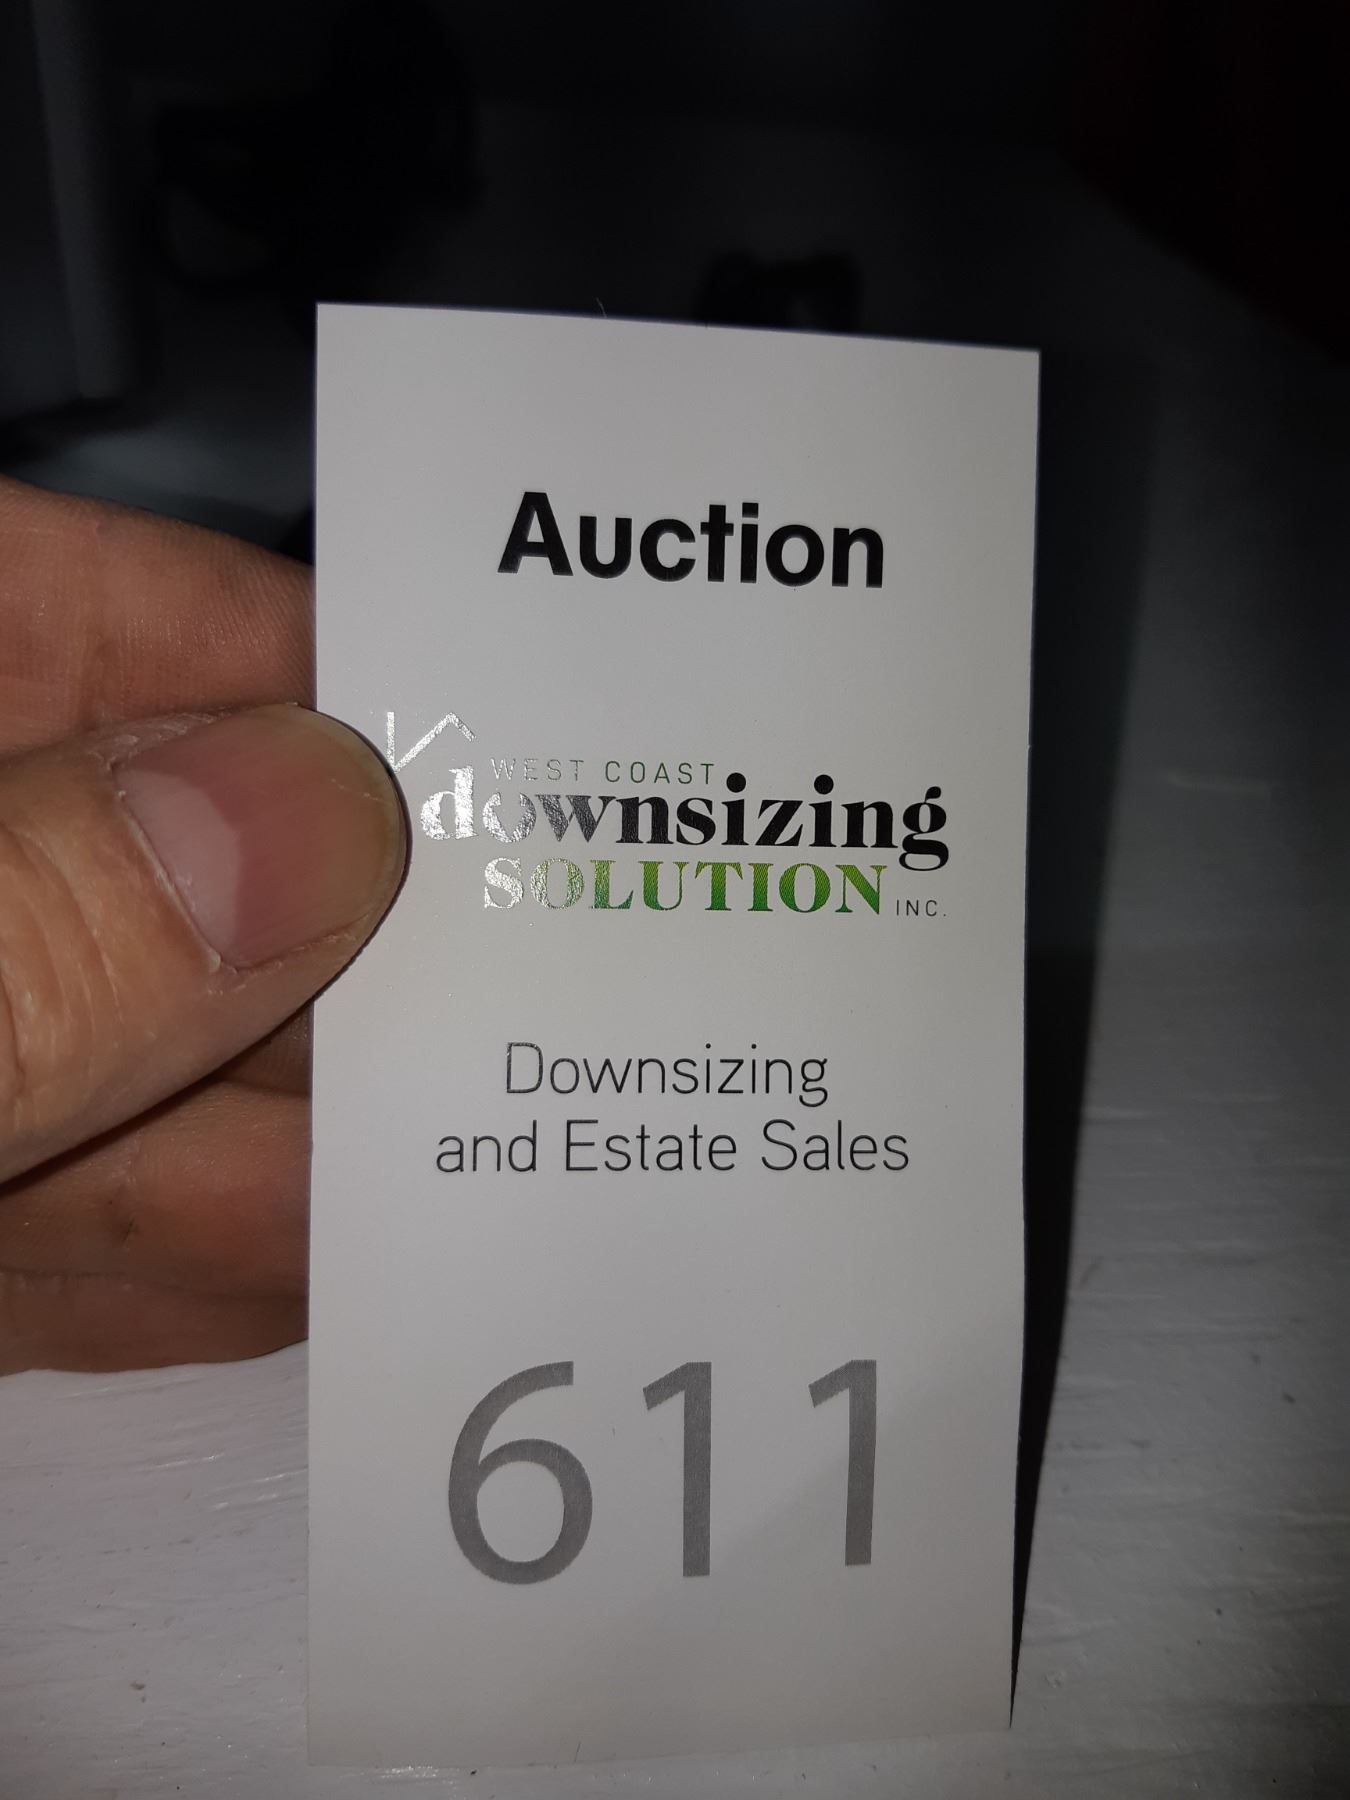 Auction
WEST COAST
downsizing
SOLUTION INC.
Downsizing
and Estate Sales
611